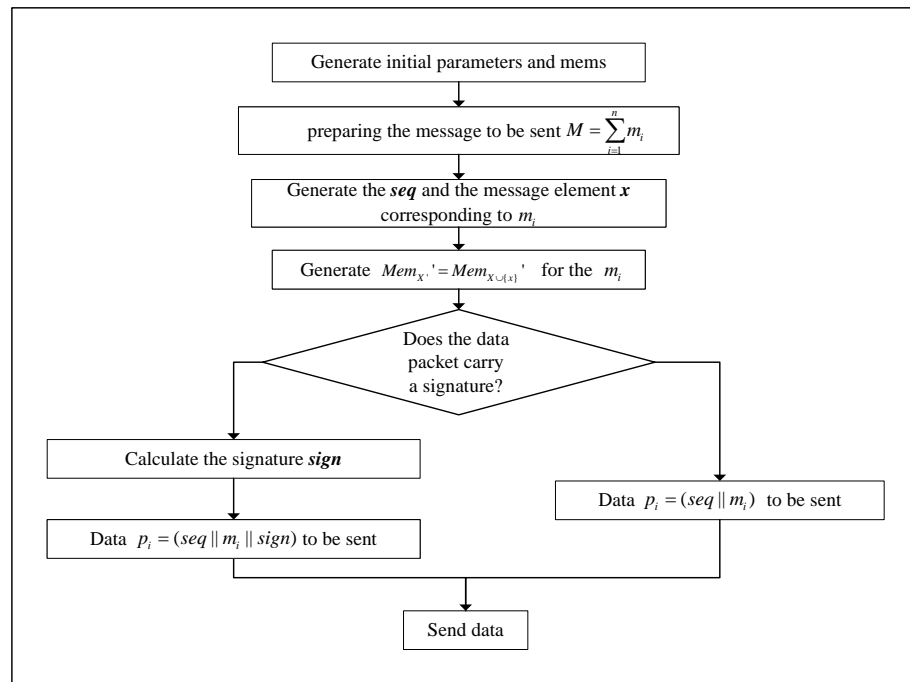 Generate initial parameters and mems
preparing the message to be sent M = \sum_{i=1}^{n} m_i
Generate the seq and the message element x
corresponding to m_i
Generate Mem_{X'}' = Mem_{X∪{x}}' for the m_i
Does the data
packet carry
a signature?
Calculate the signature sign
Data p_i = (seq || m_i) to be sent
Data p_i = (seq || m_i || sign) to be sent
Send data